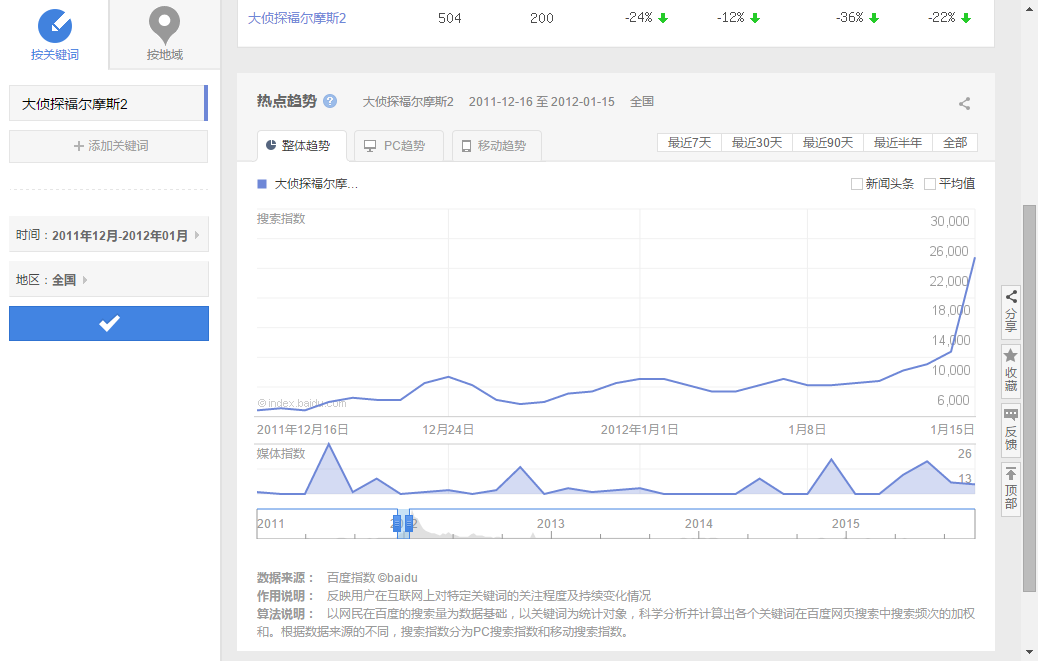 按关键词
按地域
大侦探福尔摩斯2
+ 添加关键词
时间：2011年12月-2012年01月
地区：全国
大侦探福尔摩斯2 504 200 -24% -12% -36% -22%
热点趋势 ? 大侦探福尔摩斯2 2011-12-16 至 2012-01-15 全国
整体趋势 PC趋势 移动趋势 最近7天 最近30天 最近90天 最近半年 全部
大侦探福尔摩... 新闻头条 平均值
搜索指数
30,000
26,000
22,000
18,000
14,000
10,000
6,000
©index.baidu.com
2011年12月16日 12月24日 2012年1月1日 1月8日 1月15日
媒体指数
26
13
2011 2012 2013 2014 2015
数据来源： 百度指数 ©baidu
作用说明： 反映用户在互联网上对特定关键词的关注程度及持续变化情况
算法说明： 以网民在百度的搜索量为数据基础，以关键词为统计对象，科学分析并计算出各个关键词在百度网页搜索中搜索频次的加权
和。根据数据来源的不同，搜索指数分为PC搜索指数和移动搜索指数。
分享
收藏
反馈
顶部